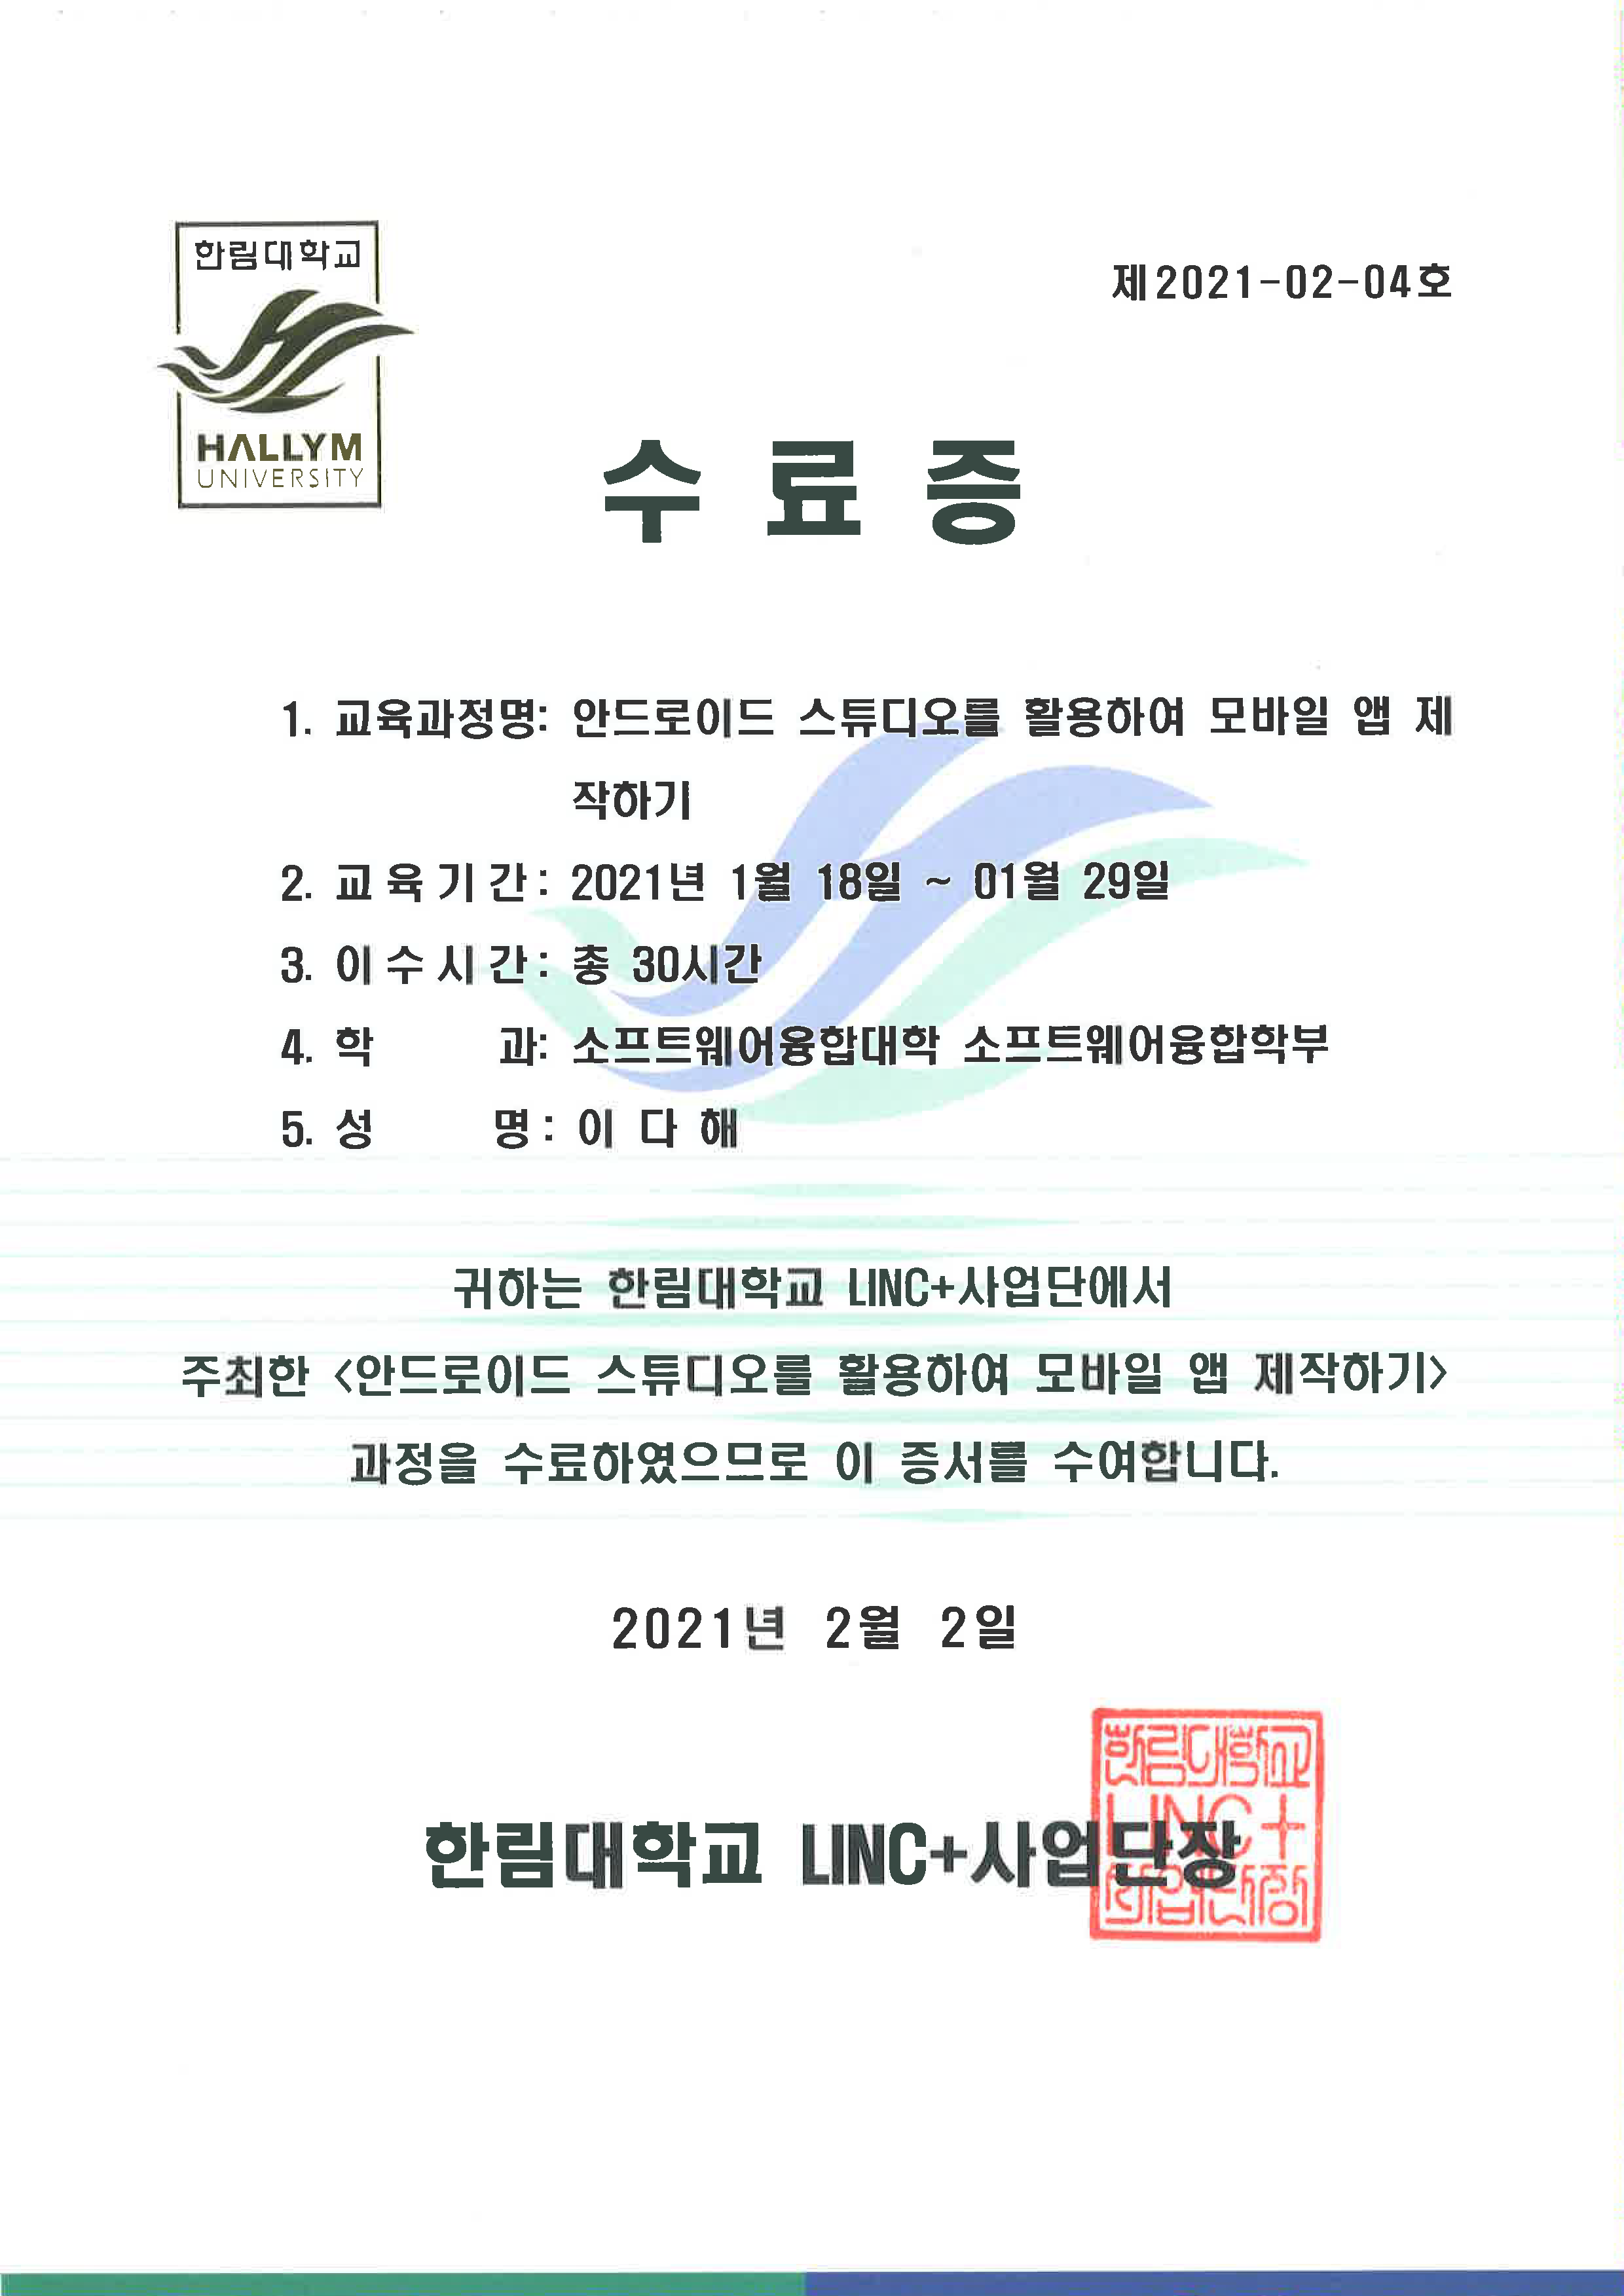 한림대학교
HALLYM
UNIVERSITY
제2021-02-04호
수 료 증
1. 교육과정명: 안드로이드 스튜디오를 활용하여 모바일 앱 제
작하기
2. 교 육 기 간: 2021년 1월 18일 ~ 01월 29일
3. 이 수 시 간: 총 30시간
4. 학 과: 소프트웨어융합대학 소프트웨어융합학부
5. 성 명: 이 다 해
귀하는 한림대학교 LINC+사업단에서
주최한 <안드로이드 스튜디오를 활용하여 모바일 앱 제작하기>
과정을 수료하였으므로 이 증서를 수여합니다.
2021년 2월 2일
한림대학교 LINC+사업단장
한림대학교
LINC+
사업단장